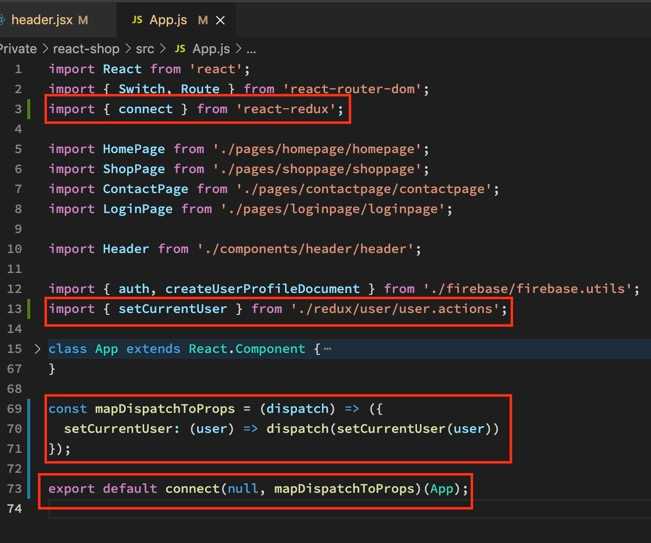 header.jsx M JS App.js M ×
Private > react-shop > src > JS App.js > ...
1 import React from 'react';
2 import { Switch, Route } from 'react-router-dom';
3 import { connect } from 'react-redux';
4
5 import HomePage from './pages/homepage/homepage';
6 import ShopPage from './pages/shoppage/shoppage';
7 import ContactPage from './pages/contactpage/contactpage';
8 import LoginPage from './pages/loginpage/loginpage';
9
10 import Header from './components/header/header';
11
12 import { auth, createUserProfileDocument } from './firebase/firebase.utils';
13 import { setCurrentUser } from './redux/user/user.actions';
14
15 > class App extends React.Component {⋯
67 }
68
69 const mapDispatchToProps = (dispatch) => ({
70 setCurrentUser: (user) => dispatch(setCurrentUser(user))
71 });
72
73 export default connect(null, mapDispatchToProps)(App);
74